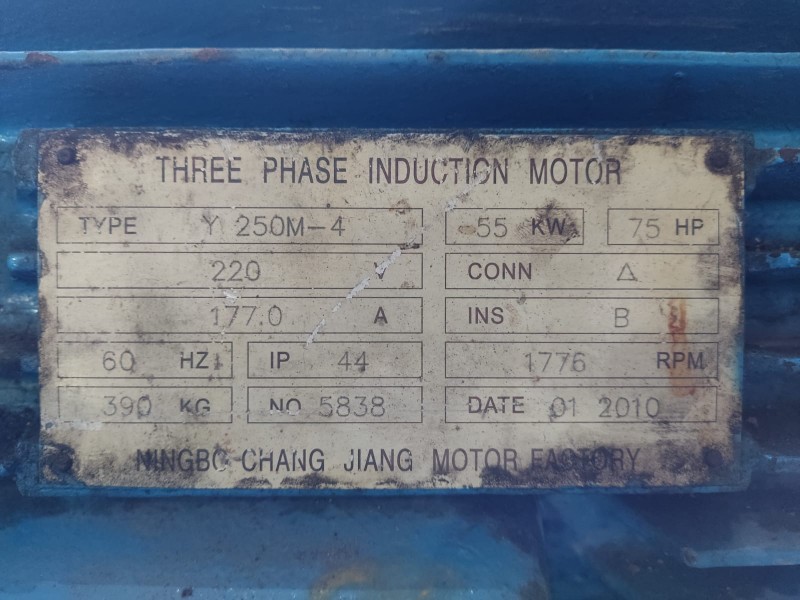 THREE PHASE INDUCTION MOTOR
TYPE Y 250M-4 55 KW 75 HP
220 V CONN Δ
177.0 A INS B
60 HZ IP 44 1776 RPM
390 KG NO 5838 DATE 01 2010
NINGBO CHANG JIANG MOTOR FACTORY